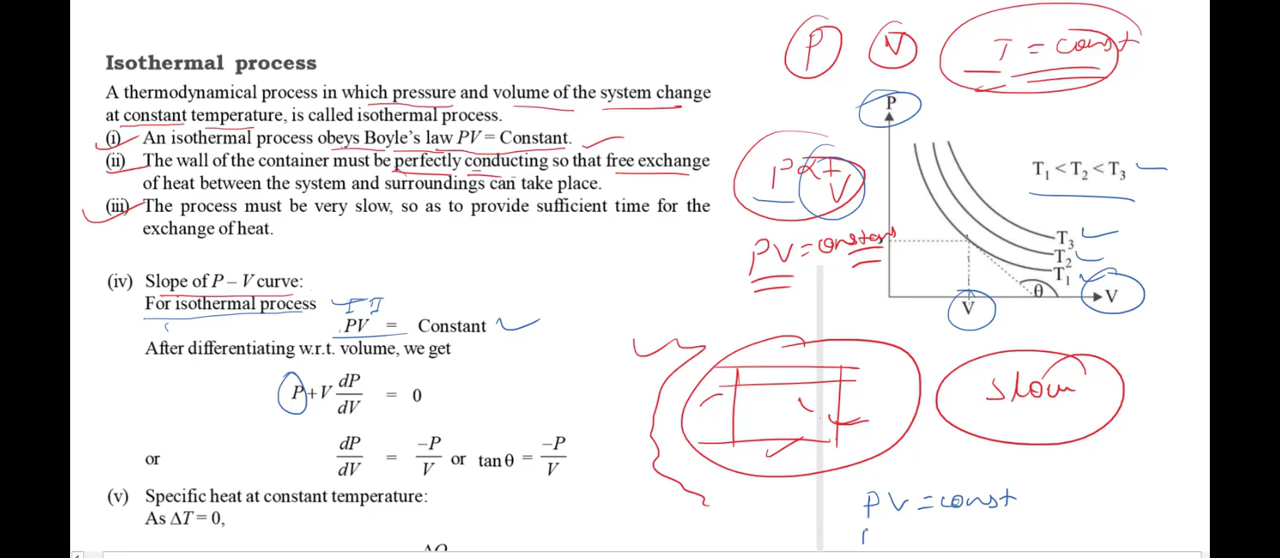 Isothermal process
A thermodynamical process in which pressure and volume of the system change
at constant temperature, is called isothermal process.
(i) An isothermal process obeys Boyle's law PV = Constant.
(ii) The wall of the container must be perfectly conducting so that free exchange
of heat between the system and surroundings can take place.
(iii) The process must be very slow, so as to provide sufficient time for the
exchange of heat.
(iv) Slope of P – V curve:
For isothermal process
PV = Constant
After differentiating w.r.t. volume, we get
P + V dP/dV = 0
or dP/dV = -P/V or tan θ = -P/V
(v) Specific heat at constant temperature:
As ΔT = 0,
P V T = const
P
T₁ < T₂ < T₃
P α 1/V
PV = constant
T₃
T₂
T₁
θ
V
V
I II
slow
PV = const